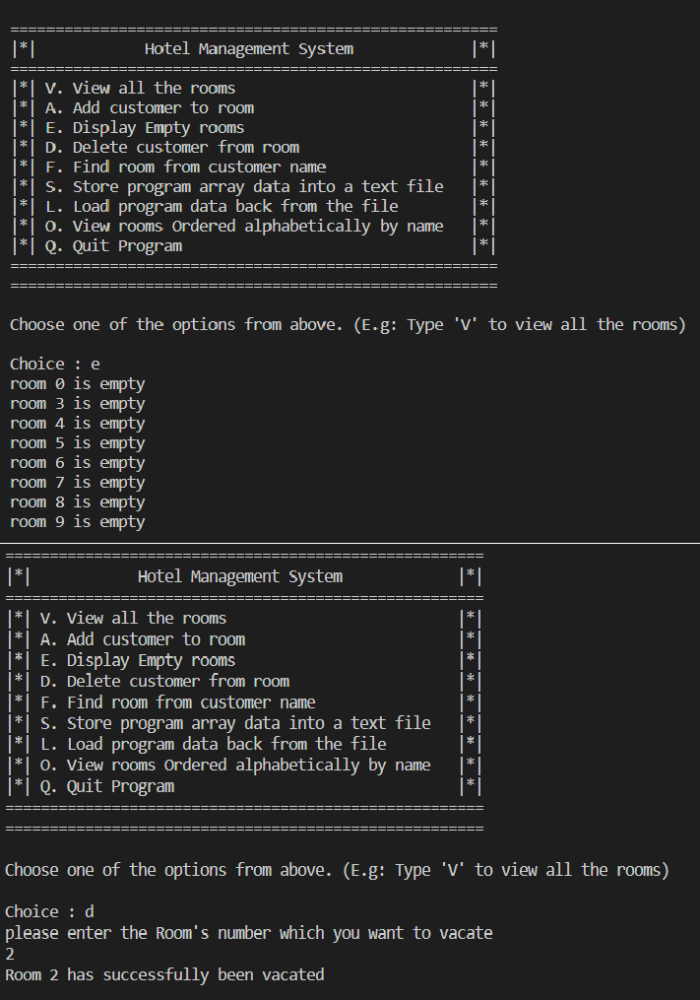 =====================================================
|*|            Hotel Management System            |*|
=====================================================
|*| V. View all the rooms                         |*|
|*| A. Add customer to room                       |*|
|*| E. Display Empty rooms                        |*|
|*| D. Delete customer from room                  |*|
|*| F. Find room from customer name               |*|
|*| S. Store program array data into a text file  |*|
|*| L. Load program data back from the file       |*|
|*| O. View rooms Ordered alphabetically by name  |*|
|*| Q. Quit Program                               |*|
=====================================================
=====================================================
Choose one of the options from above. (E.g: Type 'V' to view all the rooms)
Choice : e
room 0 is empty
room 3 is empty
room 4 is empty
room 5 is empty
room 6 is empty
room 7 is empty
room 8 is empty
room 9 is empty
=====================================================
|*|            Hotel Management System            |*|
=====================================================
|*| V. View all the rooms                         |*|
|*| A. Add customer to room                       |*|
|*| E. Display Empty rooms                        |*|
|*| D. Delete customer from room                  |*|
|*| F. Find room from customer name               |*|
|*| S. Store program array data into a text file  |*|
|*| L. Load program data back from the file       |*|
|*| O. View rooms Ordered alphabetically by name  |*|
|*| Q. Quit Program                               |*|
=====================================================
=====================================================
Choose one of the options from above. (E.g: Type 'V' to view all the rooms)
Choice : d
please enter the Room's number which you want to vacate
2
Room 2 has successfully been vacated